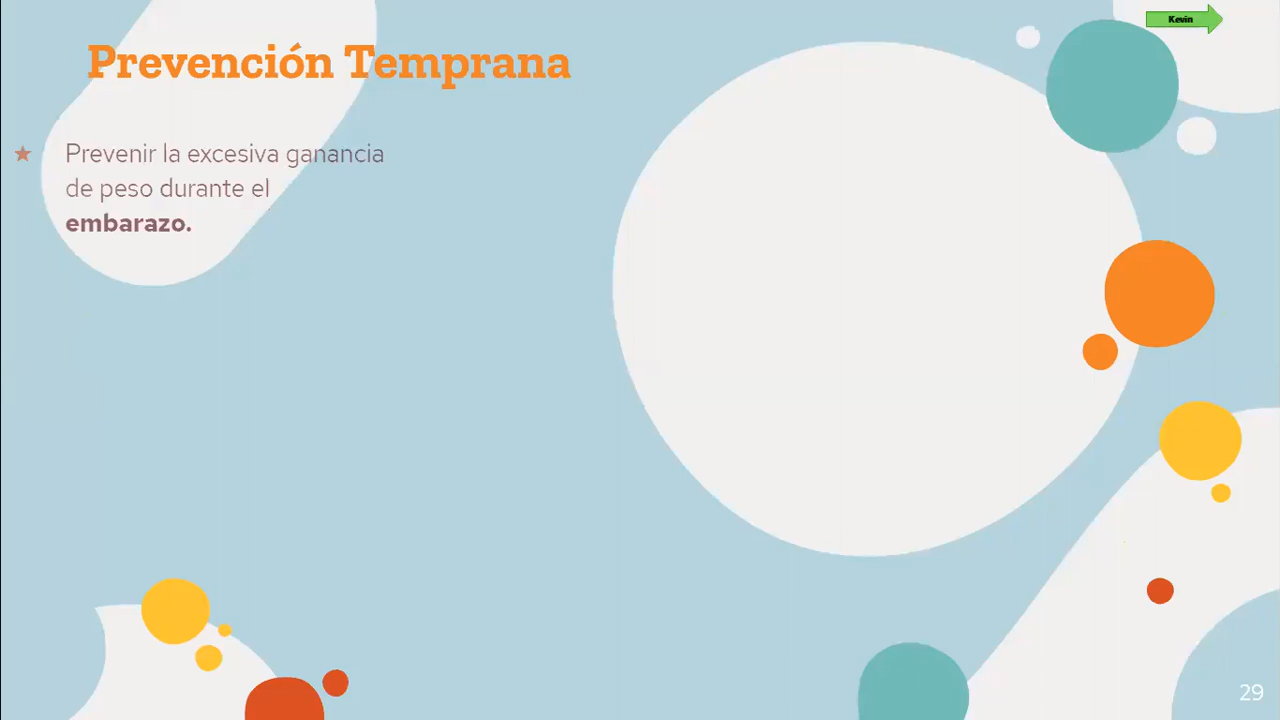 Kevin
Prevención Temprana
★ Prevenir la excesiva ganancia
de peso durante el
embarazo.
29